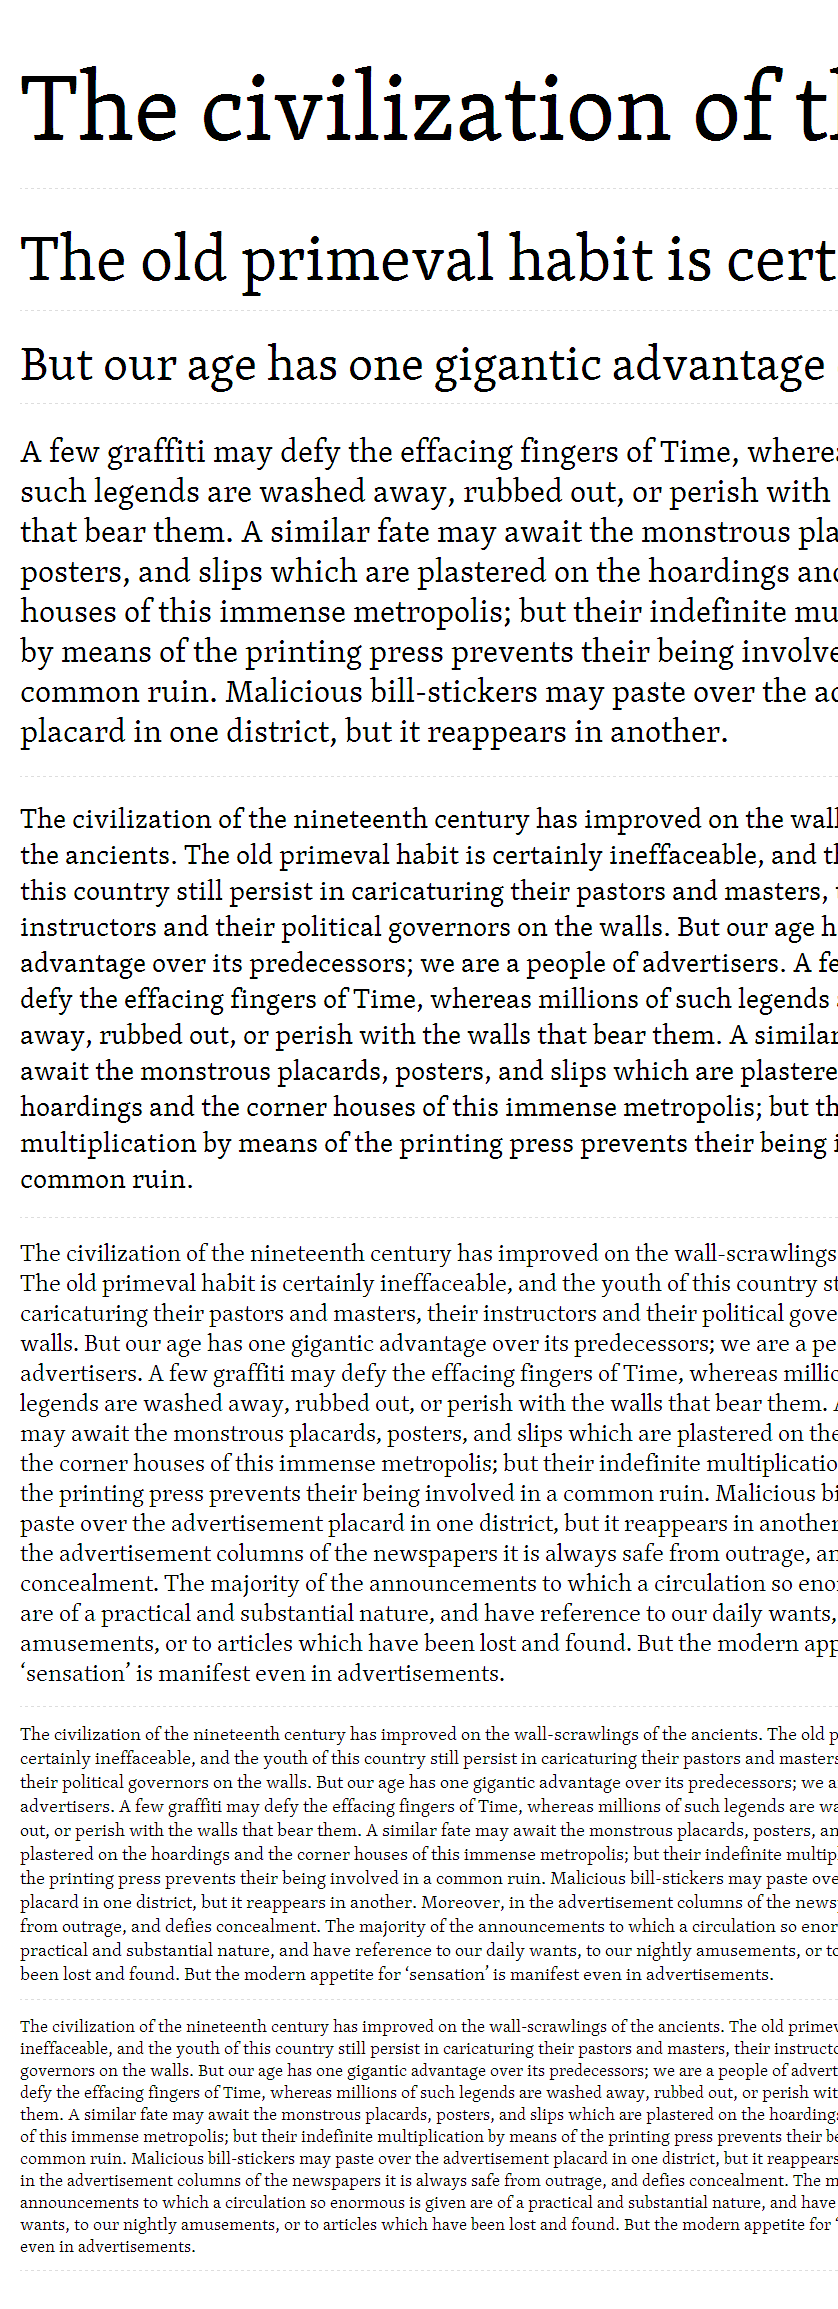 The civilization of th
The old primeval habit is cert
But our age has one gigantic advantage
A few graffiti may defy the effacing fingers of Time, wherea
such legends are washed away, rubbed out, or perish with
that bear them. A similar fate may await the monstrous pla
posters, and slips which are plastered on the hoardings and
houses of this immense metropolis; but their indefinite mu
by means of the printing press prevents their being involve
common ruin. Malicious bill-stickers may paste over the ad
placard in one district, but it reappears in another.
The civilization of the nineteenth century has improved on the wall
the ancients. The old primeval habit is certainly ineffaceable, and th
this country still persist in caricaturing their pastors and masters,
instructors and their political governors on the walls. But our age h
advantage over its predecessors; we are a people of advertisers. A fe
defy the effacing fingers of Time, whereas millions of such legends
away, rubbed out, or perish with the walls that bear them. A similar
await the monstrous placards, posters, and slips which are plastere
hoardings and the corner houses of this immense metropolis; but th
multiplication by means of the printing press prevents their being i
common ruin.
The civilization of the nineteenth century has improved on the wall-scrawlings
The old primeval habit is certainly ineffaceable, and the youth of this country st
caricaturing their pastors and masters, their instructors and their political gove
walls. But our age has one gigantic advantage over its predecessors; we are a pe
advertisers. A few graffiti may defy the effacing fingers of Time, whereas millio
legends are washed away, rubbed out, or perish with the walls that bear them. A
may await the monstrous placards, posters, and slips which are plastered on the
the corner houses of this immense metropolis; but their indefinite multiplicatio
the printing press prevents their being involved in a common ruin. Malicious bi
paste over the advertisement placard in one district, but it reappears in another
the advertisement columns of the newspapers it is always safe from outrage, an
concealment. The majority of the announcements to which a circulation so enor
are of a practical and substantial nature, and have reference to our daily wants,
amusements, or to articles which have been lost and found. But the modern app
‘sensation’ is manifest even in advertisements.
The civilization of the nineteenth century has improved on the wall-scrawlings of the ancients. The old p
certainly ineffaceable, and the youth of this country still persist in caricaturing their pastors and masters
their political governors on the walls. But our age has one gigantic advantage over its predecessors; we a
advertisers. A few graffiti may defy the effacing fingers of Time, whereas millions of such legends are wa
out, or perish with the walls that bear them. A similar fate may await the monstrous placards, posters, an
plastered on the hoardings and the corner houses of this immense metropolis; but their indefinite multipl
the printing press prevents their being involved in a common ruin. Malicious bill-stickers may paste ove
placard in one district, but it reappears in another. Moreover, in the advertisement columns of the news
from outrage, and defies concealment. The majority of the announcements to which a circulation so enor
practical and substantial nature, and have reference to our daily wants, to our nightly amusements, or to
been lost and found. But the modern appetite for ‘sensation’ is manifest even in advertisements.
The civilization of the nineteenth century has improved on the wall-scrawlings of the ancients. The old primev
ineffaceable, and the youth of this country still persist in caricaturing their pastors and masters, their instructo
governors on the walls. But our age has one gigantic advantage over its predecessors; we are a people of advert
defy the effacing fingers of Time, whereas millions of such legends are washed away, rubbed out, or perish wit
them. A similar fate may await the monstrous placards, posters, and slips which are plastered on the hoarding
of this immense metropolis; but their indefinite multiplication by means of the printing press prevents their be
common ruin. Malicious bill-stickers may paste over the advertisement placard in one district, but it reappears
in the advertisement columns of the newspapers it is always safe from outrage, and defies concealment. The m
announcements to which a circulation so enormous is given are of a practical and substantial nature, and have
wants, to our nightly amusements, or to articles which have been lost and found. But the modern appetite for ‘
even in advertisements.